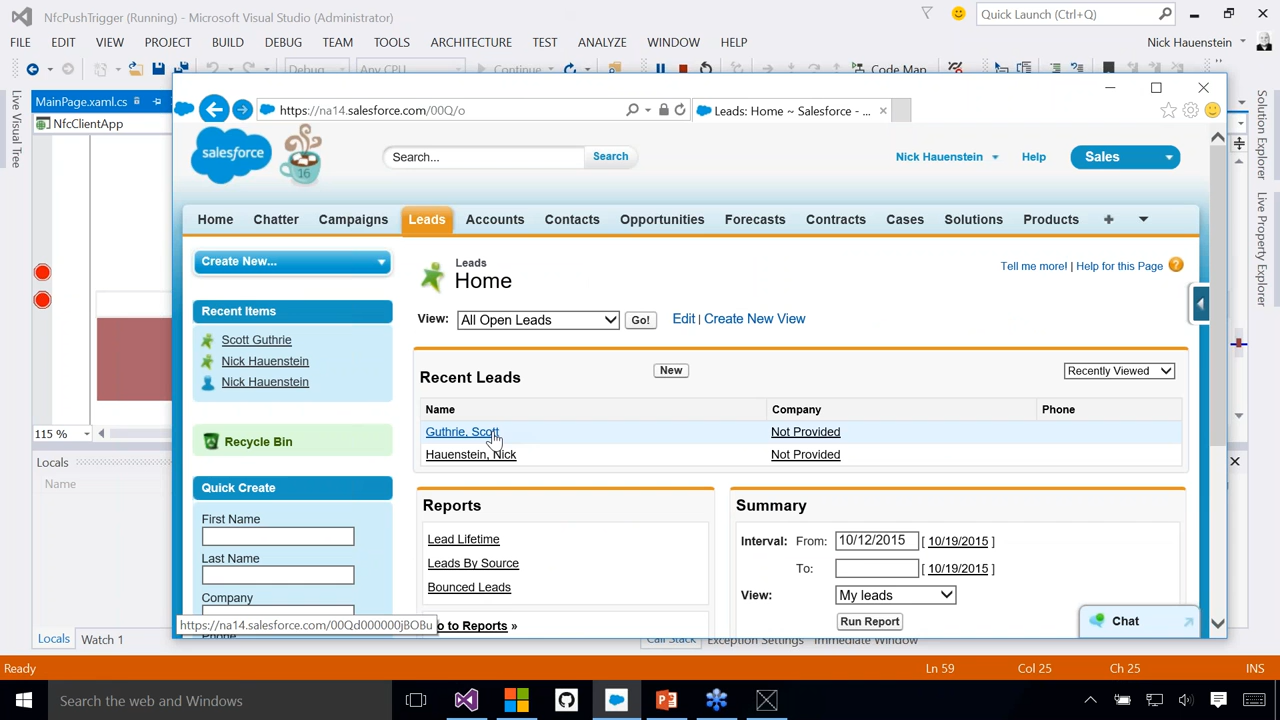 NfcPushTrigger (Running) - Microsoft Visual Studio (Administrator)
Quick Launch (Ctrl+Q)
FILE EDIT VIEW PROJECT BUILD DEBUG TEAM TOOLS ARCHITECTURE TEST ANALYZE WINDOW HELP
Nick Hauenstein
Debug Any CPU Continue Code Map
MainPage.xaml.cs
NfcClientApp
Live Visual Tree
Solution Explorer
Live Property Explorer
https://na14.salesforce.com/00Q/o
Leads: Home ~ Salesforce - ...
salesforce
16
Search...
Search
Nick Hauenstein
Help
Sales
Home Chatter Campaigns Leads Accounts Contacts Opportunities Forecasts Contracts Cases Solutions Products
Create New...
Recent Items
Scott Guthrie
Nick Hauenstein
Nick Hauenstein
Recycle Bin
Quick Create
First Name
Last Name
Company
Leads
Home
Tell me more! | Help for this Page
View: All Open Leads Go! Edit | Create New View
Recent Leads New Recently Viewed
Name Company Phone
Guthrie, Scott Not Provided
Hauenstein, Nick Not Provided
Reports
Lead Lifetime
Leads By Source
Bounced Leads
o to Reports »
Summary
Interval: From: 10/12/2015 [ 10/19/2015 ]
To: [ 10/19/2015 ]
View: My leads
Run Report
Chat
https://na14.salesforce.com/00Qd000000jBOBu
115 %
Locals
Name
Locals Watch 1
Call Stack Exception Settings Immediate Window
Ready Ln 59 Col 25 Ch 25 INS
Search the web and Windows